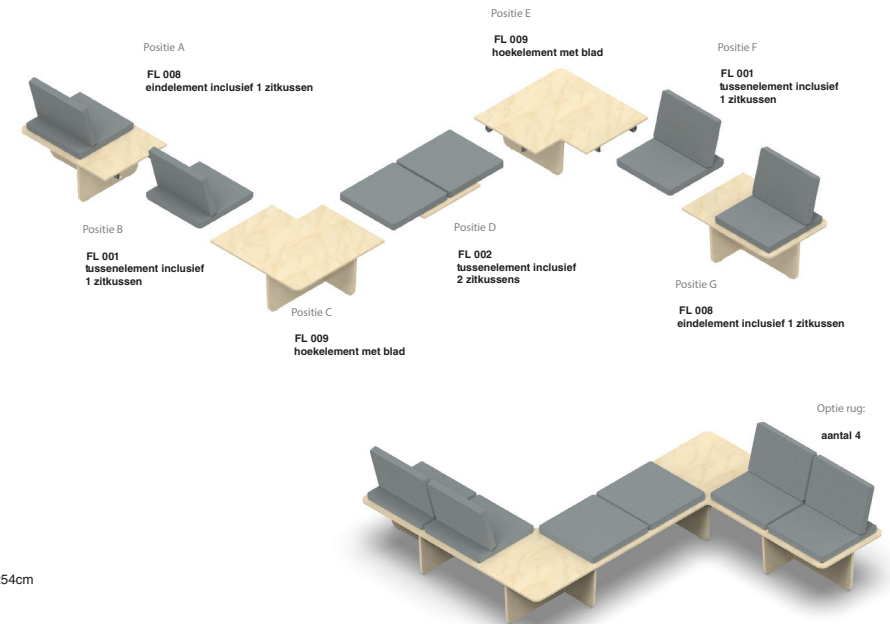 Positie E
FL 009
hoekelement met blad
Positie A
FL 008
eindelement inclusief 1 zitkussen
Positie F
FL 001
tussenelement inclusief
1 zitkussen
Positie B
FL 001
tussenelement inclusief
1 zitkussen
Positie D
FL 002
tussenelement inclusief
2 zitkussens
Positie G
FL 008
eindelement inclusief 1 zitkussen
Positie C
FL 009
hoekelement met blad
Optie rug:
aantal 4
54cm